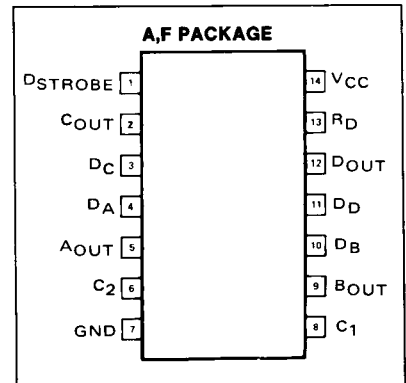 A,F PACKAGE
DSTROBE 1
14 VCC
COUT 2
13 RD
DC 3
12 DOUT
DA 4
11 DD
AOUT 5
10 DB
C2 6
9 BOUT
GND 7
8 C1